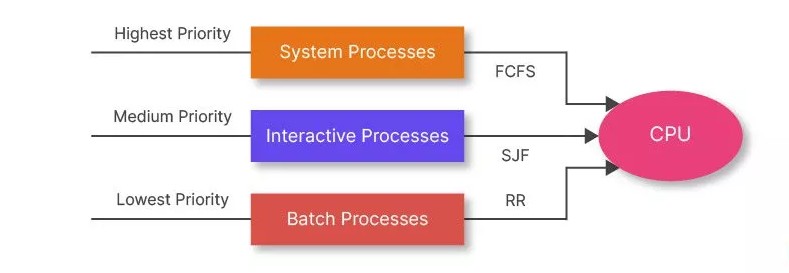 Highest Priority
System Processes
FCFS
Medium Priority
Interactive Processes
SJF
CPU
Lowest Priority
Batch Processes
RR